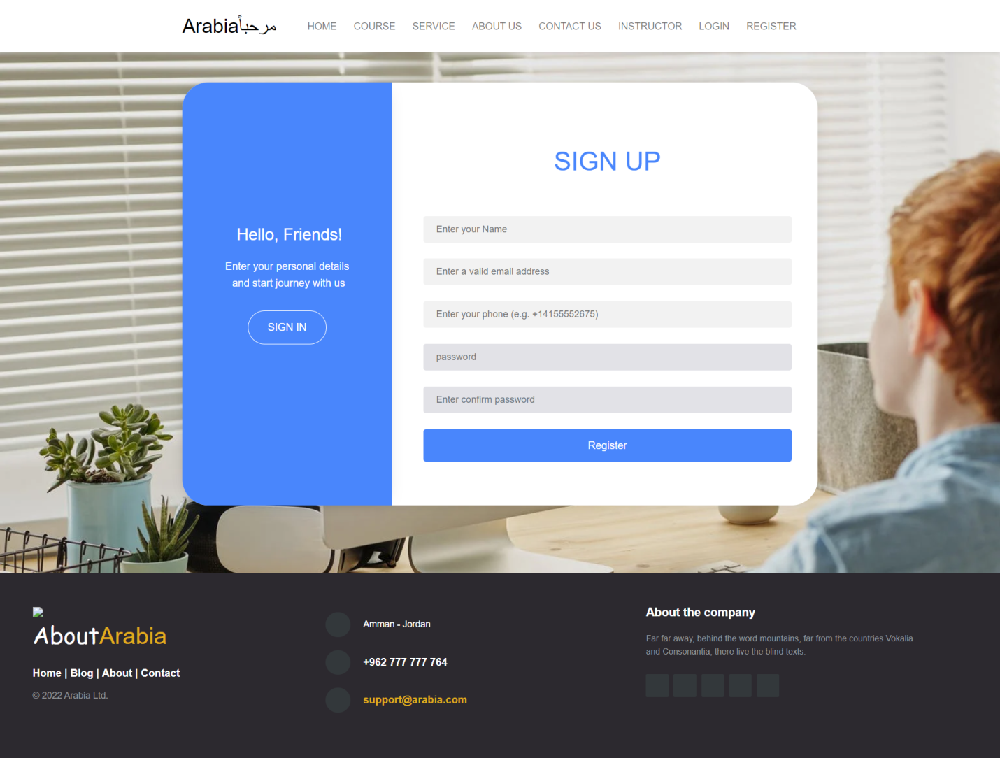 Arabiaمرحباً
HOME COURSE SERVICE ABOUT US CONTACT US INSTRUCTOR LOGIN REGISTER
Hello, Friends!
Enter your personal details
and start journey with us
SIGN IN
SIGN UP
Enter your Name
Enter a valid email address
Enter your phone (e.g. +14155552675)
password
Enter confirm password
Register
AboutArabia
Home | Blog | About | Contact
© 2022 Arabia Ltd.
Amman - Jordan
+962 777 777 764
support@arabia.com
About the company
Far far away, behind the word mountains, far from the countries Vokalia
and Consonantia, there live the blind texts.